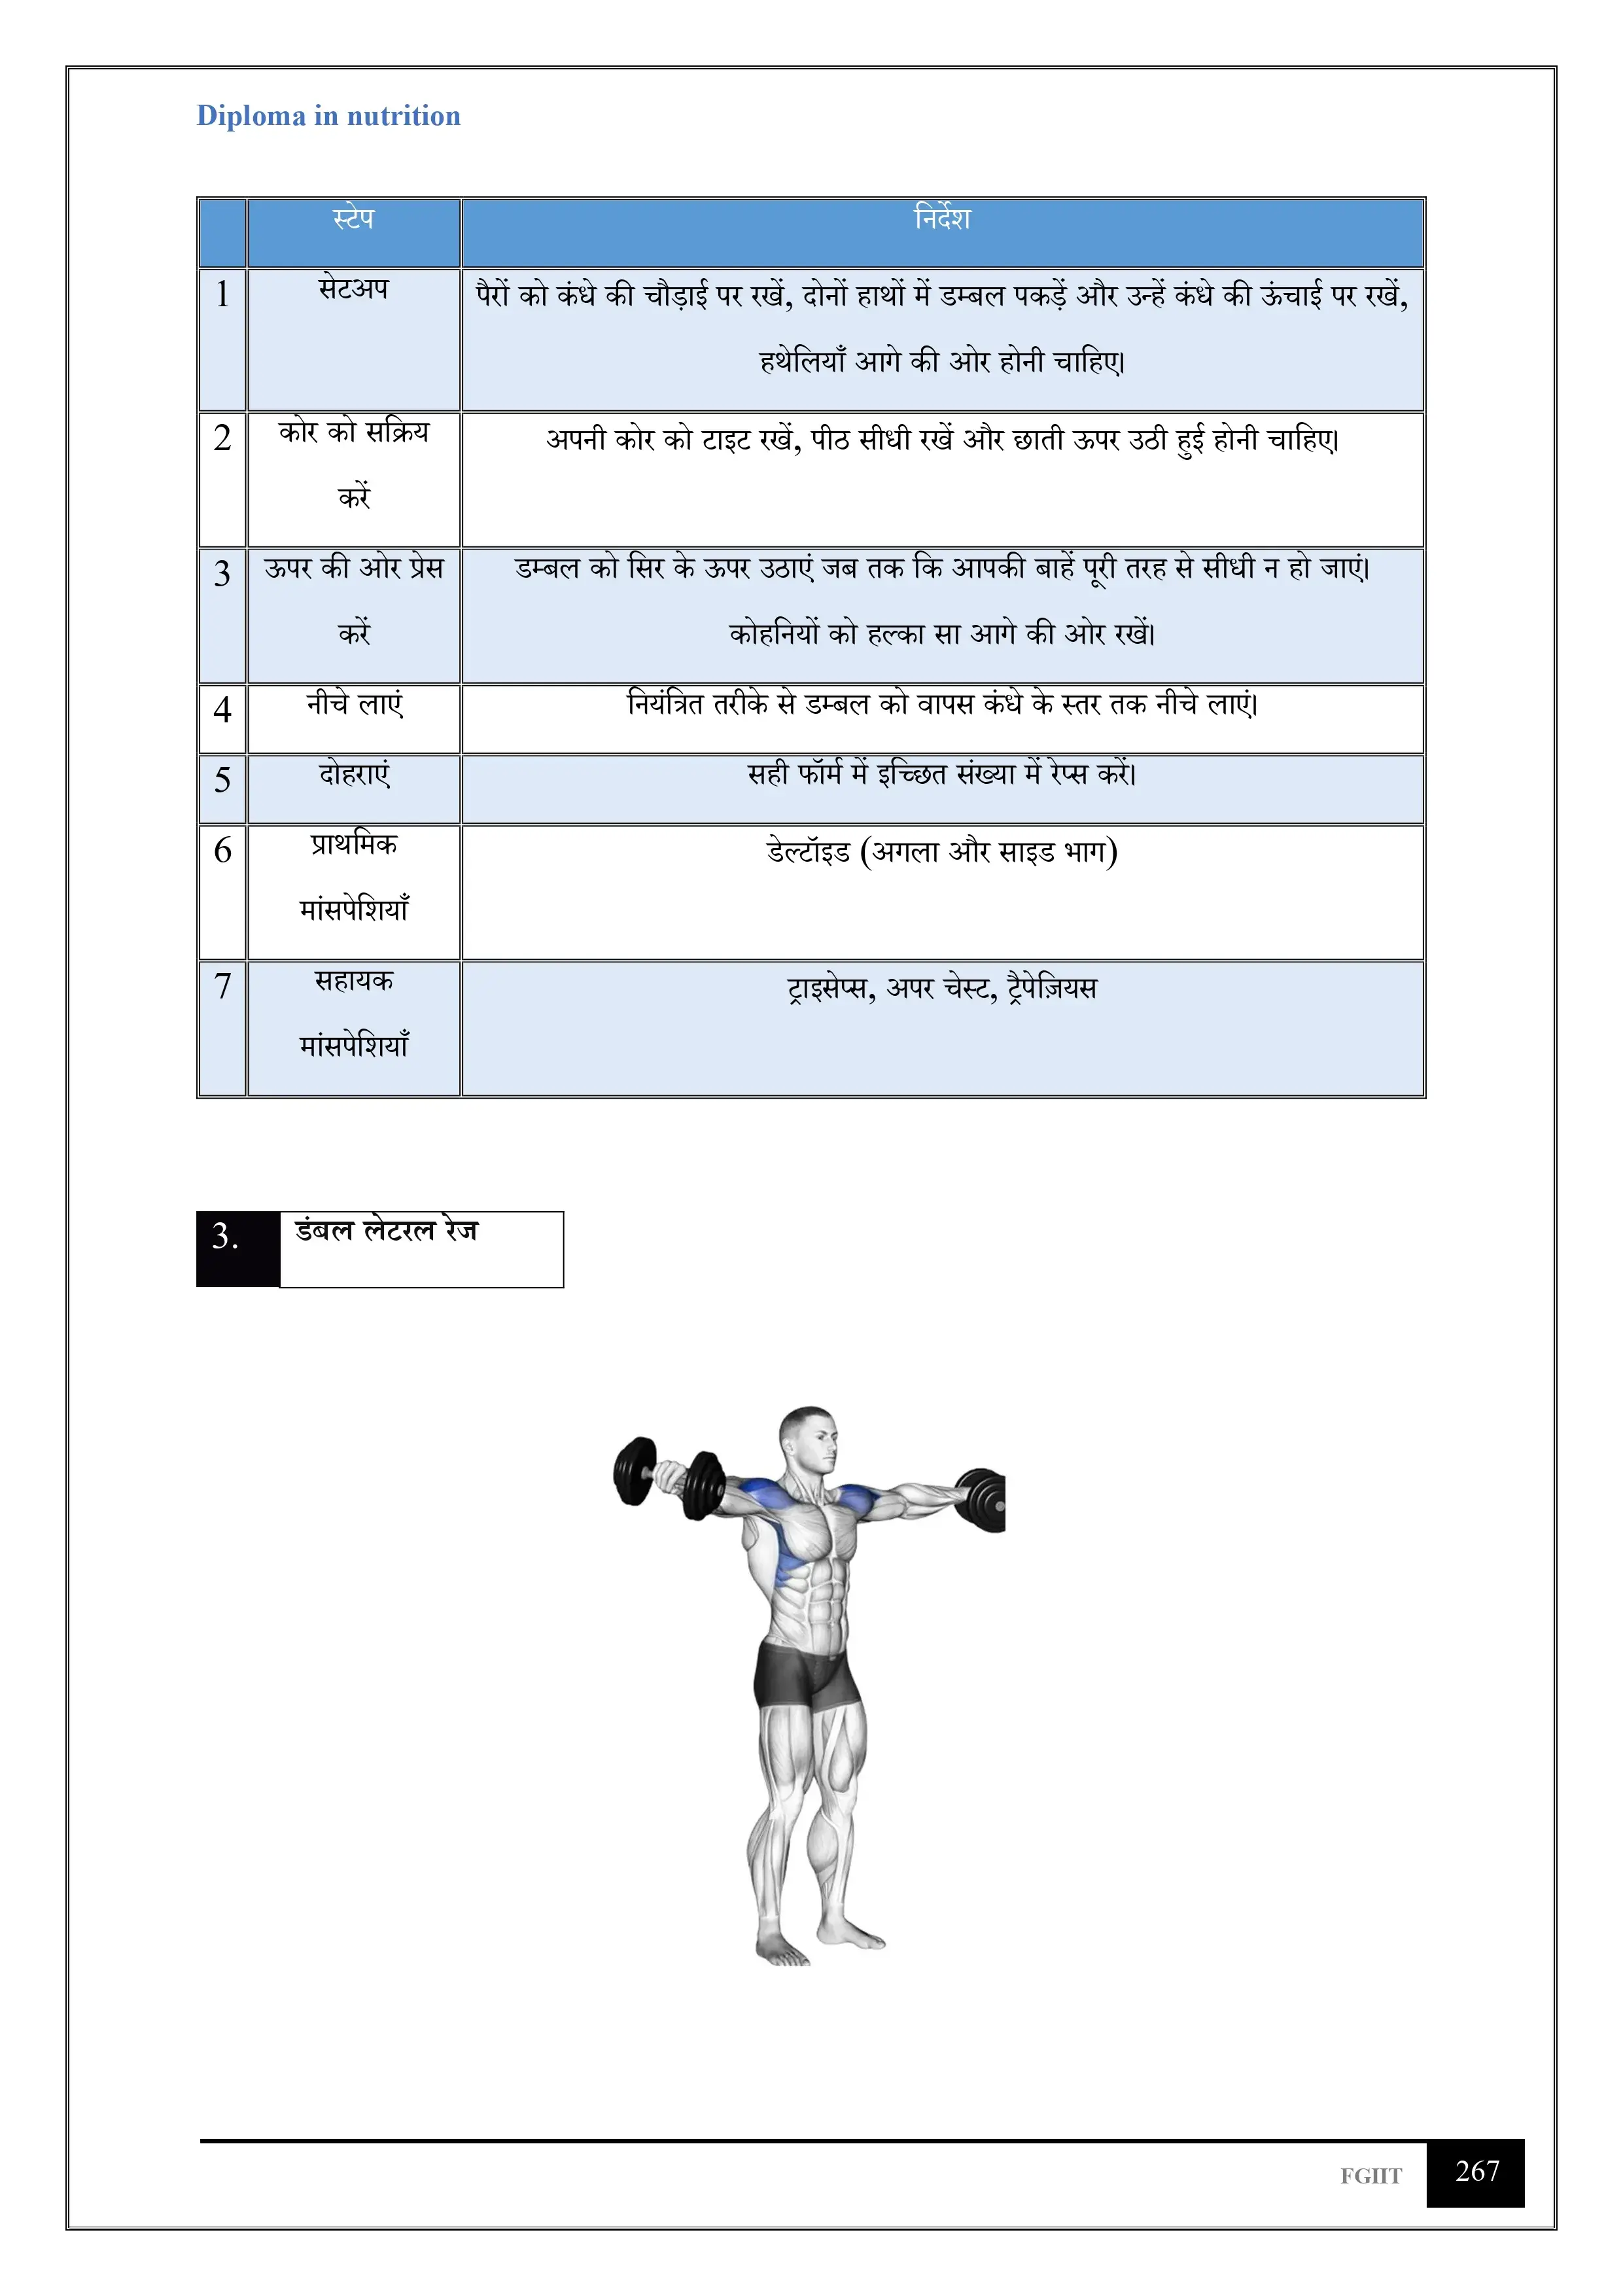 Diploma in nutrition
स्टेप निर्देश
1 सेटअप पैरों को कंधे की चौड़ाई पर रखें, दोनों हाथों में डम्बल पकड़ें और उन्हें कंधे की ऊंचाई पर रखें,
हथेलियाँ आगे की ओर होनी चाहिए।
2 कोर को सक्रिय अपनी कोर को टाइट रखें, पीठ सीधी रखें और छाती ऊपर उठी हुई होनी चाहिए।
करें
3 ऊपर की ओर प्रेस डम्बल को सिर के ऊपर उठाएं जब तक कि आपकी बाहें पूरी तरह से सीधी न हो जाएं।
करें कोहनियों को हल्का सा आगे की ओर रखें।
4 नीचे लाएं नियंत्रित तरीके से डम्बल को वापस कंधे के स्तर तक नीचे लाएं।
5 दोहराएं सही फॉर्म में इच्छित संख्या में रेप्स करें।
6 प्राथमिक डेल्टॉइड (अगला और साइड भाग)
मांसपेशियाँ
7 सहायक ट्राइसेप्स, अपर चेस्ट, ट्रैपेज़ियस
मांसपेशियाँ
3. डंबल लेटरल रेज
FGIIT 267